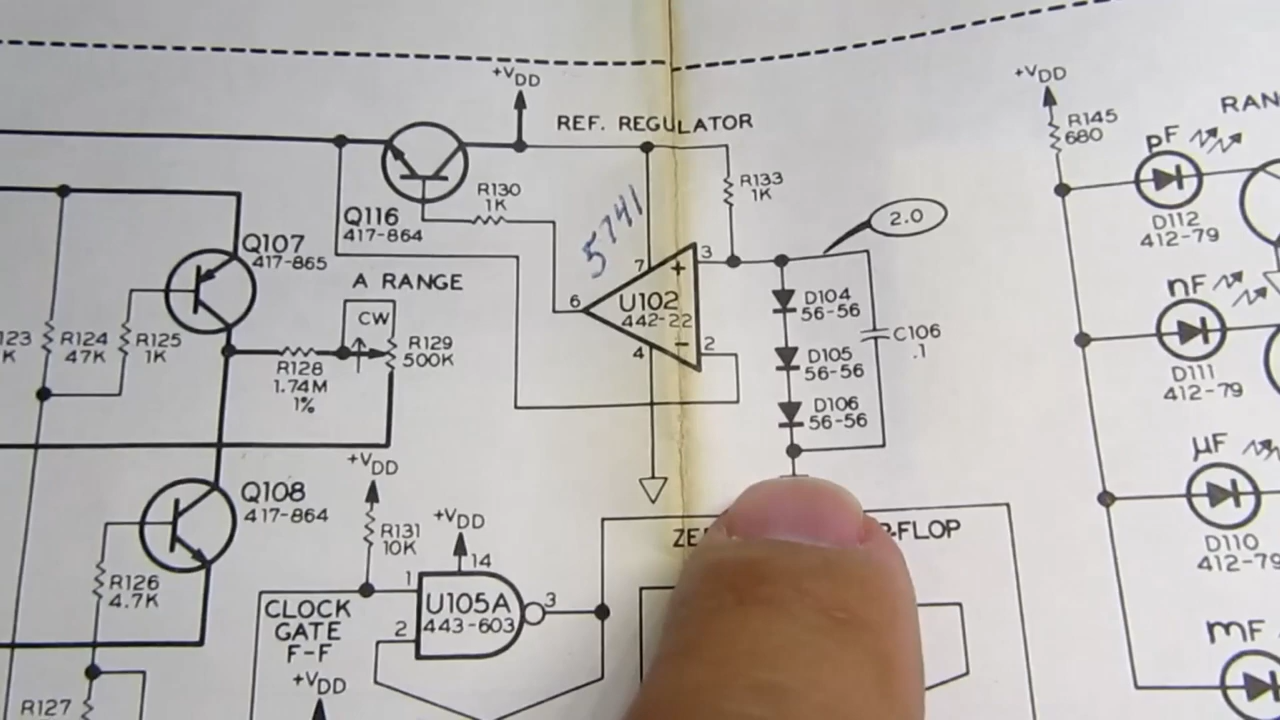 +VDD
REF. REGULATOR
R130
1K
R133
1K
Q116
417-864
5741
2.0
Q107
417-865
A RANGE
CW
R129
500K
R128
1.74M
1%
R124
47K
R125
1K
K
7
3
+
6
U102
442-22
4
−
2
D104
56-56
D105
56-56
D106
56-56
C106
.1
+VDD
R145
680
pF
D112
412-79
nF
D111
412-79
µF
D110
412-79
mF
Q108
417-864
R126
4.7K
R127
+VDD
R131
10K
+VDD
14
1
U105A
443-603
3
2
CLOCK
GATE
F-F
+VDD
-FLOP